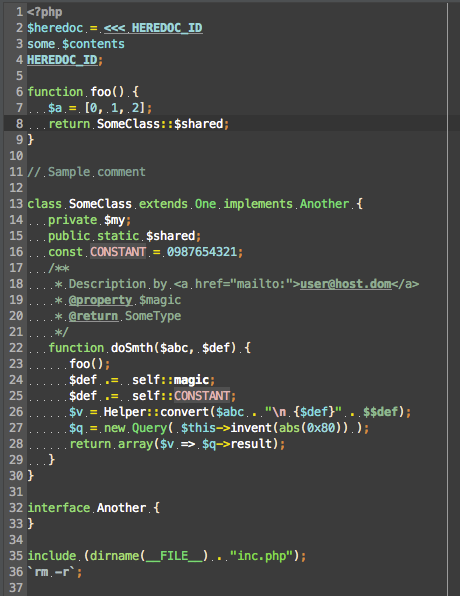 1 <?php
2 $heredoc = <<< HEREDOC_ID
3 some $contents
4 HEREDOC_ID;
5
6 function foo() {
7    $a = [0, 1, 2];
8    return SomeClass::$shared;
9 }
10
11 // Sample comment
12
13 class SomeClass extends One implements Another {
14    private $my;
15    public static $shared;
16    const CONSTANT = 0987654321;
17    /**
18     * Description by <a href="mailto:">user@host.dom</a>
19     * @property $magic
20     * @return SomeType
21     */
22    function doSmth($abc, $def) {
23       foo();
24       $def .=  self::magic;
25       $def .=  self::CONSTANT;
26       $v = Helper::convert($abc . "\n {$def}" . $$def);
27       $q = new Query( $this->invent(abs(0x80)) );
28       return array($v => $q->result);
29    }
30 }
31
32 interface Another {
33 }
34
35 include (dirname(__FILE__) . "inc.php");
36 `rm -r`;
37